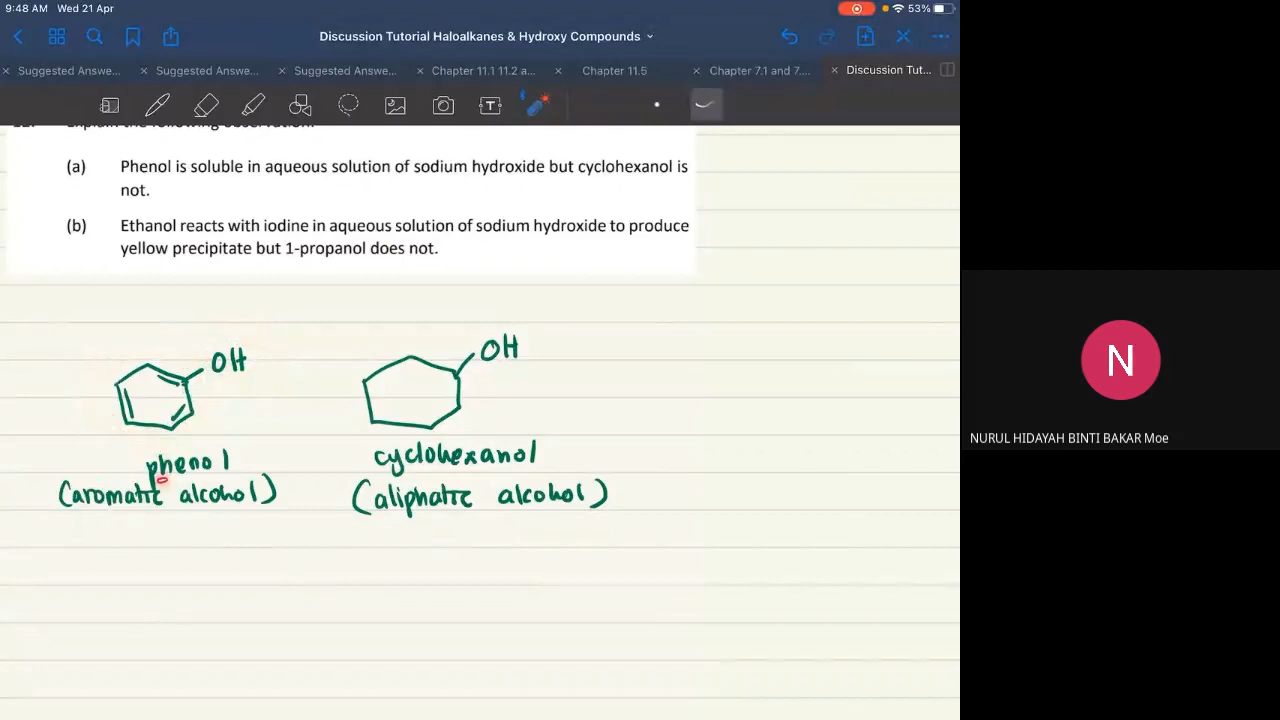 9:48 AM Wed 21 Apr
53%
Discussion Tutorial Haloalkanes & Hydroxy Compounds
Suggested Answe...
Suggested Answe...
Suggested Answe...
Chapter 11.1 11.2 a...
Chapter 11.5
Chapter 7.1 and 7....
Discussion Tut...
T
Explain the following observation.
(a) Phenol is soluble in aqueous solution of sodium hydroxide but cyclohexanol is
not.
(b) Ethanol reacts with iodine in aqueous solution of sodium hydroxide to produce
yellow precipitate but 1-propanol does not.
OH
OH
phenol
(aromatic alcohol)
cyclohexanol
(aliphatic alcohol)
N
NURUL HIDAYAH BINTI BAKAR Moe